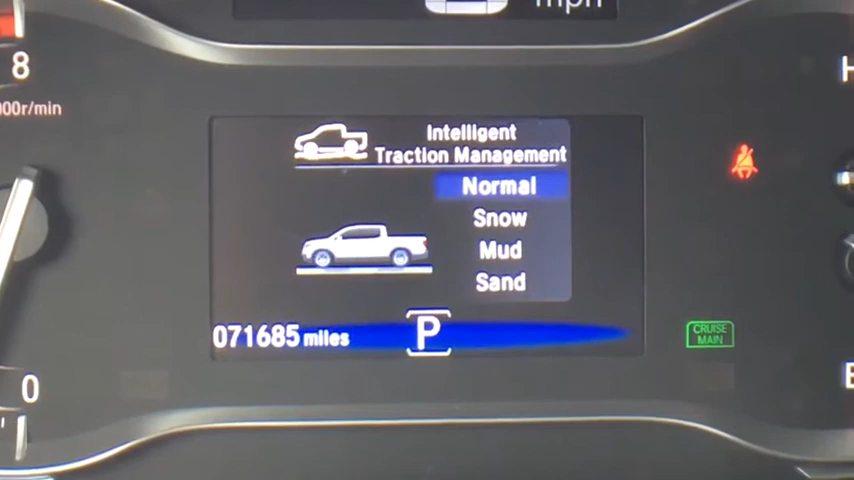 mph
8
000r/min
H
Intelligent
Traction Management
Normal
Snow
Mud
Sand
071685 miles
P
CRUISE
MAIN
0
E